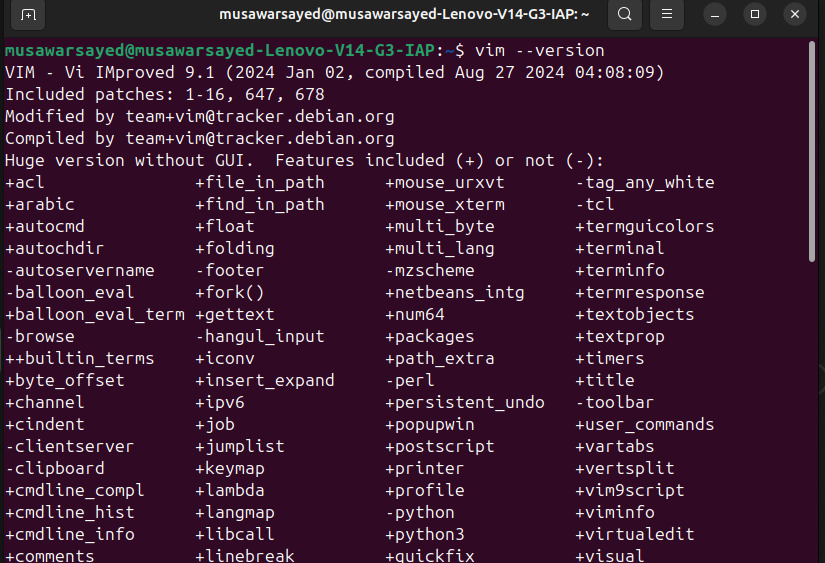 musawarsayed@musawarsayed-Lenovo-V14-G3-IAP: ~
musawarsayed@musawarsayed-Lenovo-V14-G3-IAP:~$ vim --version
VIM - Vi IMproved 9.1 (2024 Jan 02, compiled Aug 27 2024 04:08:09)
Included patches: 1-16, 647, 678
Modified by team+vim@tracker.debian.org
Compiled by team+vim@tracker.debian.org
Huge version without GUI.  Features included (+) or not (-):
+acl               +file_in_path      +mouse_urxvt       -tag_any_white
+arabic            +find_in_path      +mouse_xterm       -tcl
+autocmd           +float             +multi_byte        +termguicolors
+autochdir         +folding           +multi_lang        +terminal
-autoservername    -footer            -mzscheme          +terminfo
-balloon_eval      +fork()            +netbeans_intg     +termresponse
+balloon_eval_term +gettext           +num64             +textobjects
-browse            -hangul_input      +packages          +textprop
++builtin_terms    +iconv             +path_extra        +timers
+byte_offset       +insert_expand     -perl              +title
+channel           +ipv6              +persistent_undo   -toolbar
+cindent           +job               +popupwin          +user_commands
-clientserver      +jumplist          +postscript        +vartabs
-clipboard         +keymap            +printer           +vertsplit
+cmdline_compl     +lambda            +profile           +vim9script
+cmdline_hist      +langmap           -python            +viminfo
+cmdline_info      +libcall           +python3           +virtualedit
+comments          +linebreak         +quickfix          +visual